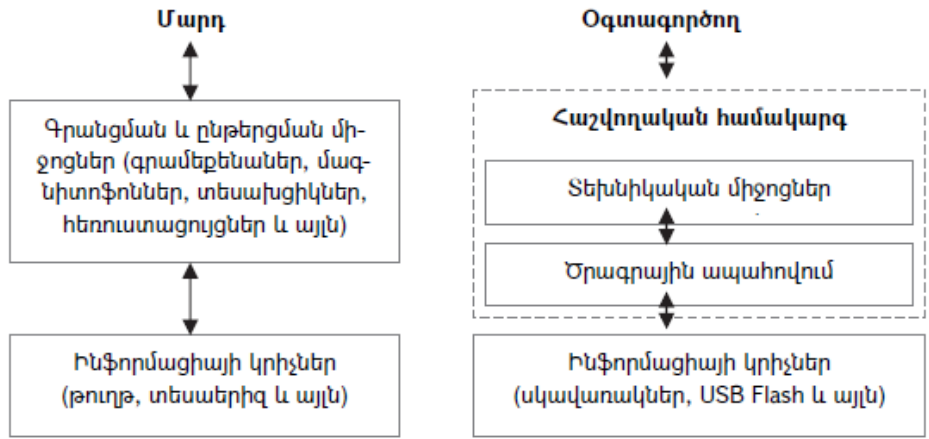 Մարդ
Գրանցման և ընթերցման մի-
ջոցներ (գրամեքենաներ, մագ-
նիտոֆոններ, տեսախցիկներ,
հեռուստացույցներ և այլն)
Ինֆորմացիայի կրիչներ
(թուղթ, տեսաերիզ և այլն)
Օգտագործող
Հաշվողական համակարգ
Տեխնիկական միջոցներ
Ծրագրային ապահովում
Ինֆորմացիայի կրիչներ
(սկավառակներ, USB Flash և այլն)